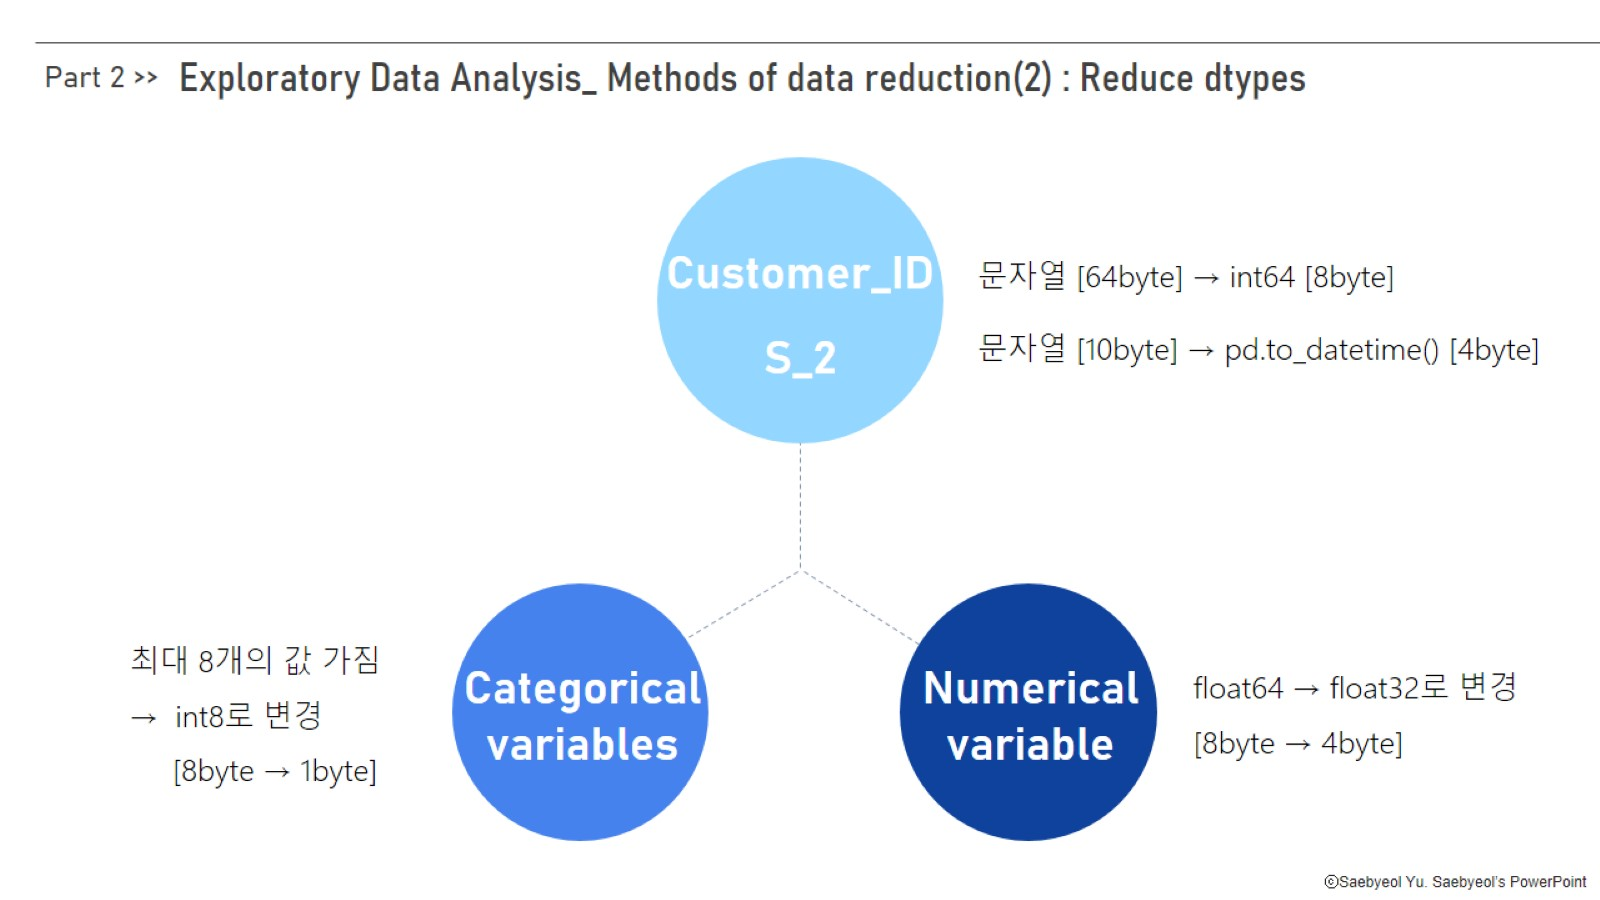 Part 2 >> Exploratory Data Analysis_ Methods of data reduction(2) : Reduce dtypes
Customer_ID
S_2
문자열 [64byte] → int64 [8byte]
문자열 [10byte] → pd.to_datetime() [4byte]
최대 8개의 값 가짐
→ int8로 변경
[8byte → 1byte]
Categorical
variables
Numerical
variable
float64 → float32로 변경
[8byte → 4byte]
ⓒSaebyeol Yu. Saebyeol's PowerPoint